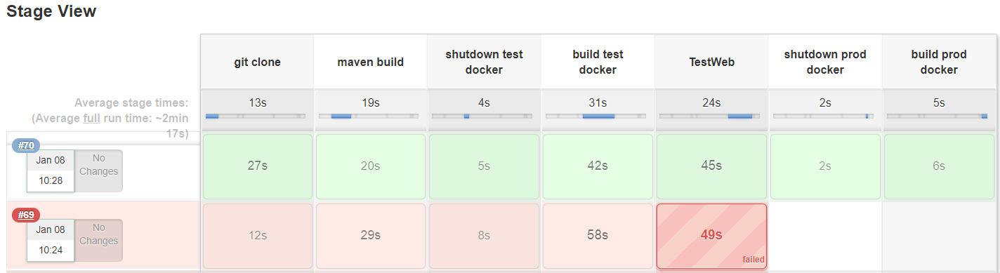 Stage View
git clone
maven build
shutdown test
docker
build test
docker
TestWeb
shutdown prod
docker
build prod
docker
Average stage times:
(Average full run time: ~2min
17s)
13s
19s
4s
31s
24s
2s
5s
#70
Jan 08
10:28
No
Changes
27s
20s
5s
42s
45s
2s
6s
#69
Jan 08
10:24
No
Changes
12s
29s
8s
58s
49s
failed